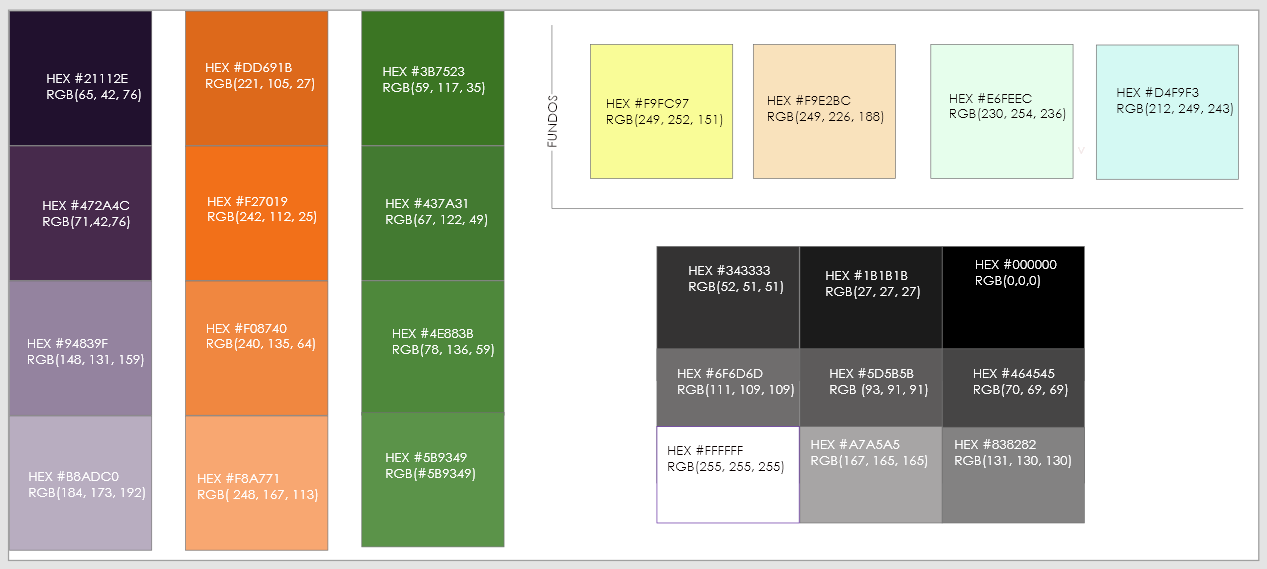 HEX #21112E
RGB(65, 42, 76)
HEX #472A4C
RGB(71,42,76)
HEX #94839F
RGB(148, 131, 159)
HEX #B8ADC0
RGB(184, 173, 192)
HEX #DD691B
RGB(221, 105, 27)
HEX #F27019
RGB(242, 112, 25)
HEX #F08740
RGB(240, 135, 64)
HEX #F8A771
RGB( 248, 167, 113)
HEX #3B7523
RGB(59, 117, 35)
HEX #437A31
RGB(67, 122, 49)
HEX #4E883B
RGB(78, 136, 59)
HEX #5B9349
RGB(#5B9349)
FUNDOS
HEX #F9FC97
RGB(249, 252, 151)
HEX #F9E2BC
RGB(249, 226, 188)
HEX #E6FEEC
RGB(230, 254, 236)
v
HEX #D4F9F3
RGB(212, 249, 243)
HEX #343333
RGB(52, 51, 51)
HEX #1B1B1B
RGB(27, 27, 27)
HEX #000000
RGB(0,0,0)
HEX #6F6D6D
RGB(111, 109, 109)
HEX #5D5B5B
RGB (93, 91, 91)
HEX #464545
RGB(70, 69, 69)
HEX #FFFFFF
RGB(255, 255, 255)
HEX #A7A5A5
RGB(167, 165, 165)
HEX #838282
RGB(131, 130, 130)